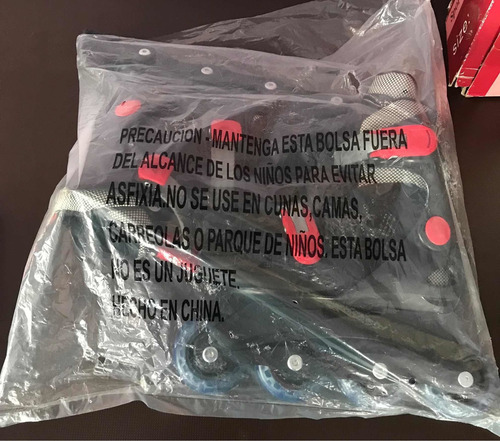 size:
PRECAUCION - MANTENGA ESTA BOLSA FUERA
DEL ALCANCE DE LOS NIÑOS PARA EVITAR
ASFIXIA.NO SE USE EN CUNAS,CAMAS,
CARREOLAS O PARQUE DE NIÑOS. ESTA BOLSA
NO ES UN JUGUETE.
HECHO EN CHINA.